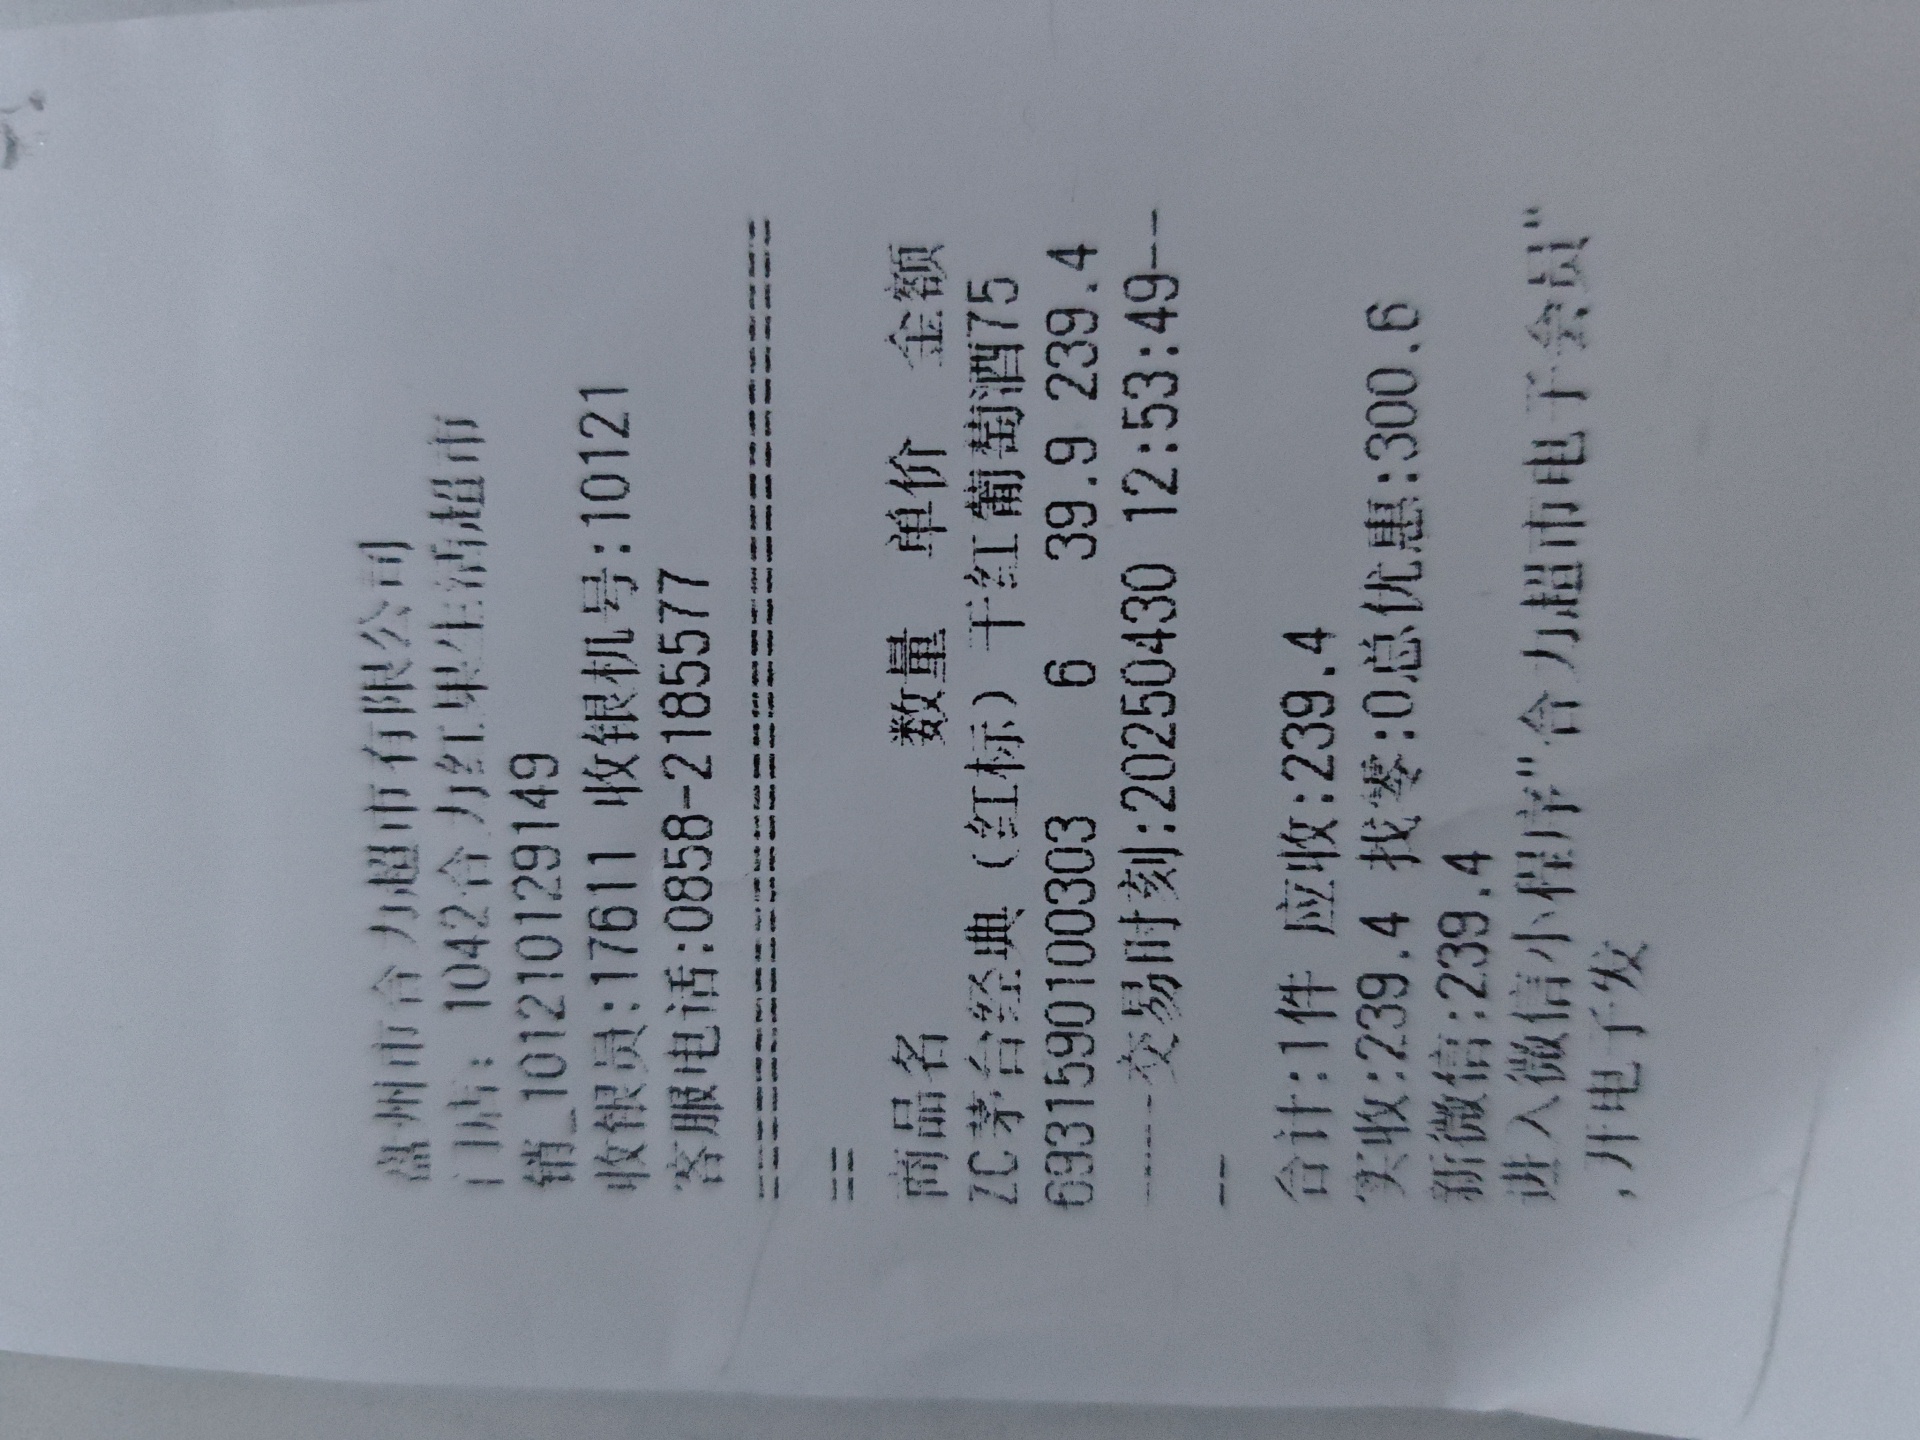 盘州市合力超市有限公司
门店: 1042合力红果生活超市
销_101210129149
收银员:17611 收银机号:10121
客服电话:0858-2185577
================================
==
商品名 数量 单价 金额
ZC茅台经典（红标）干红葡萄酒75
6931590100303 6 39.9 239.4
-----交易时刻:20250430 12:53:49--
--
合计:1件 应收:239.4
实收:239.4 找零:0总优惠:300.6
新微信:239.4
进入微信小程序"合力超市电子会员"
,开电子发